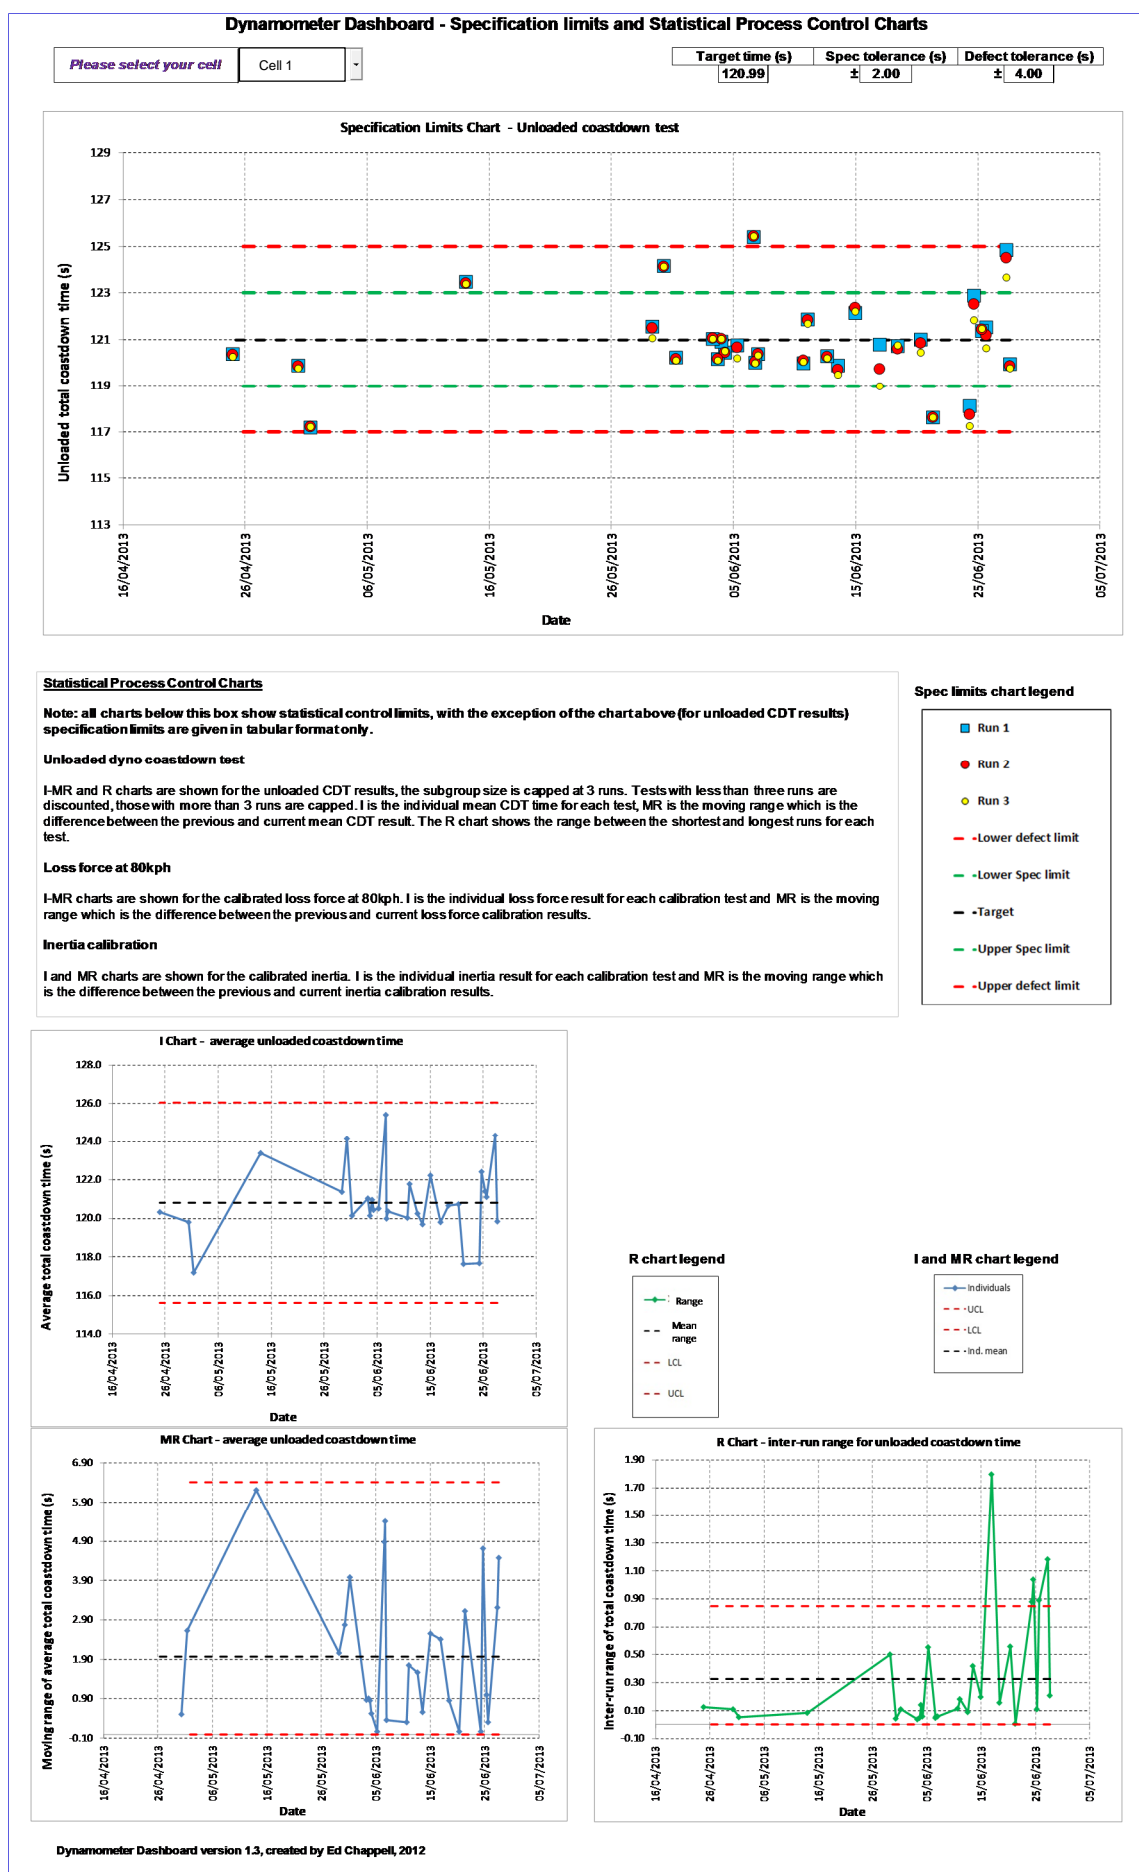 Dynamometer Dashboard - Specification limits and Statistical Process Control Charts
Please select your cell
Cell 1
Target time (s)
Spec tolerance (s)
Defect tolerance (s)
120.99
± 2.00
± 4.00
Specification Limits Chart - Unloaded coastdown test
Unloaded total coastdown time (s)
129
127
125
123
121
119
117
115
113
16/04/2013
26/04/2013
06/05/2013
16/05/2013
26/05/2013
05/06/2013
15/06/2013
25/06/2013
05/07/2013
Date
Statistical Process Control Charts
Note: all charts below this box show statistical control limits, with the exception of the chart above (for unloaded CDT results)
specification limits are given in tabular format only.
Unloaded dyno coastdown test
I-MR and R charts are shown for the unloaded CDT results, the subgroup size is capped at 3 runs. Tests with less than three runs are
discounted, those with more than 3 runs are capped. I is the individual mean CDT time for each test, MR is the moving range which is the
difference between the previous and current mean CDT result. The R chart shows the range between the shortest and longest runs for each
test.
Loss force at 80kph
I-MR charts are shown for the calibrated loss force at 80kph. I is the individual loss force result for each calibration test and MR is the moving
range which is the difference between the previous and current loss force calibration results.
Inertia calibration
I and MR charts are shown for the calibrated inertia. I is the individual inertia result for each calibration test and MR is the moving range which
is the difference between the previous and current inertia calibration results.
Spec limits chart legend
Run 1
Run 2
Run 3
Lower defect limit
Lower Spec limit
Target
Upper Spec limit
Upper defect limit
I Chart - average unloaded coastdown time
Average total coastdown time (s)
128.0
126.0
124.0
122.0
120.0
118.0
116.0
114.0
16/04/2013
26/04/2013
06/05/2013
16/05/2013
26/05/2013
05/06/2013
15/06/2013
25/06/2013
05/07/2013
Date
R chart legend
Range
Mean
range
LCL
UCL
I and MR chart legend
Individuals
UCL
LCL
Ind. mean
MR Chart - average unloaded coastdown time
Moving range of average total coastdown time (s)
6.90
5.90
4.90
3.90
2.90
1.90
0.90
-0.10
16/04/2013
26/04/2013
06/05/2013
16/05/2013
26/05/2013
05/06/2013
15/06/2013
25/06/2013
05/07/2013
Date
R Chart - inter-run range for unloaded coastdown time
Inter-run range of total coastdown time (s)
1.90
1.70
1.50
1.30
1.10
0.90
0.70
0.50
0.30
0.10
-0.10
16/04/2013
26/04/2013
06/05/2013
16/05/2013
26/05/2013
05/06/2013
15/06/2013
25/06/2013
05/07/2013
Date
Dynamometer Dashboard version 1.3, created by Ed Chappell, 2012